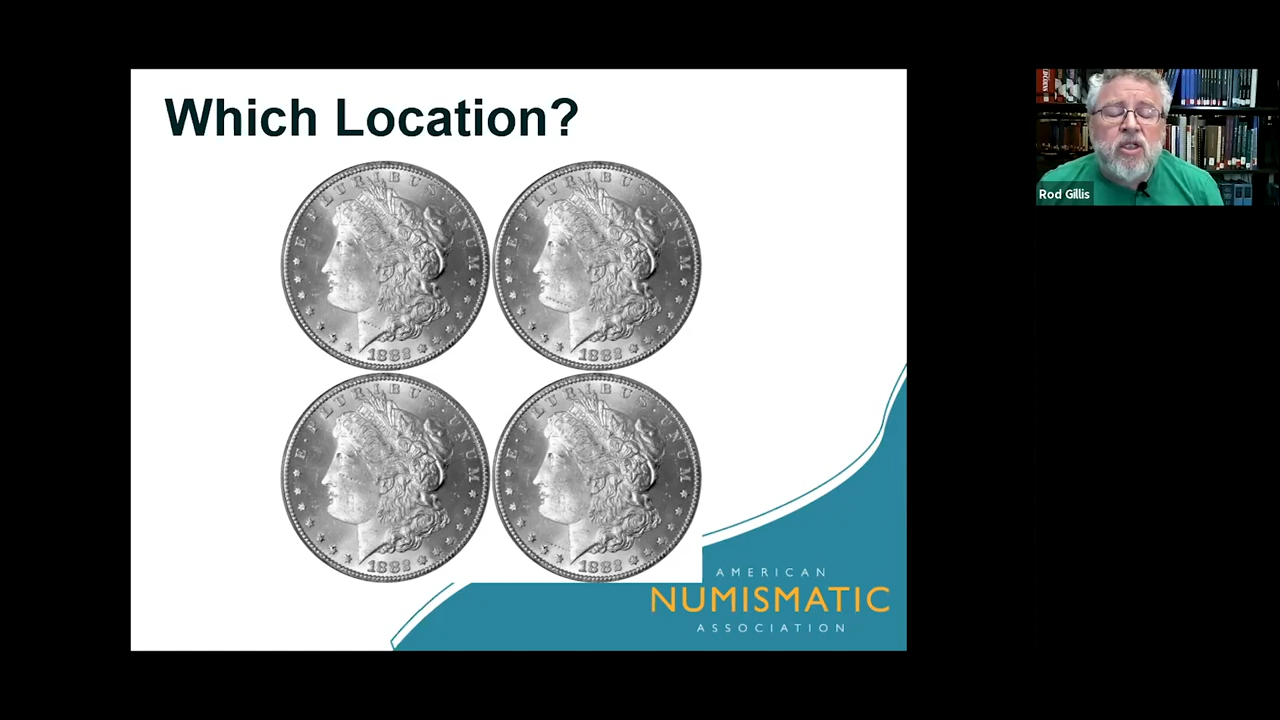 Which Location?
E · PLURIBUS · UNUM
1882
E · PLURIBUS · UNUM
1882
E · PLURIBUS · UNUM
1882
E · PLURIBUS · UNUM
1882
AMERICAN
NUMISMATIC
ASSOCIATION
Rod Gillis